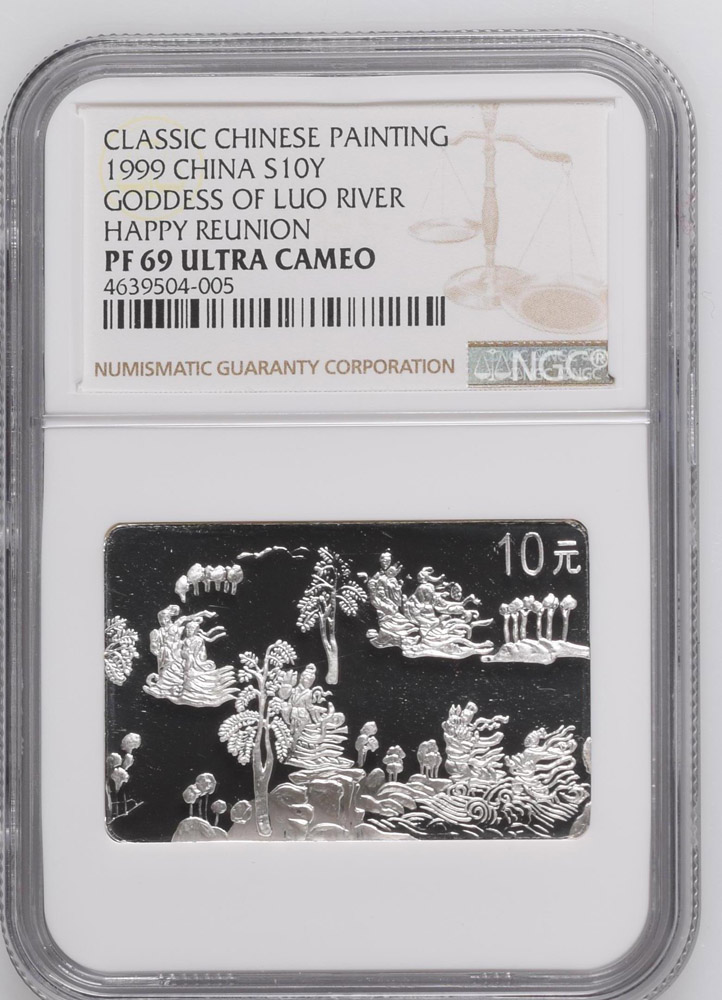 CLASSIC CHINESE PAINTING
1999 CHINA S10Y
GODDESS OF LUO RIVER
HAPPY REUNION
PF 69 ULTRA CAMEO
4639504-005
NUMISMATIC GUARANTY CORPORATION
NGC®
10元